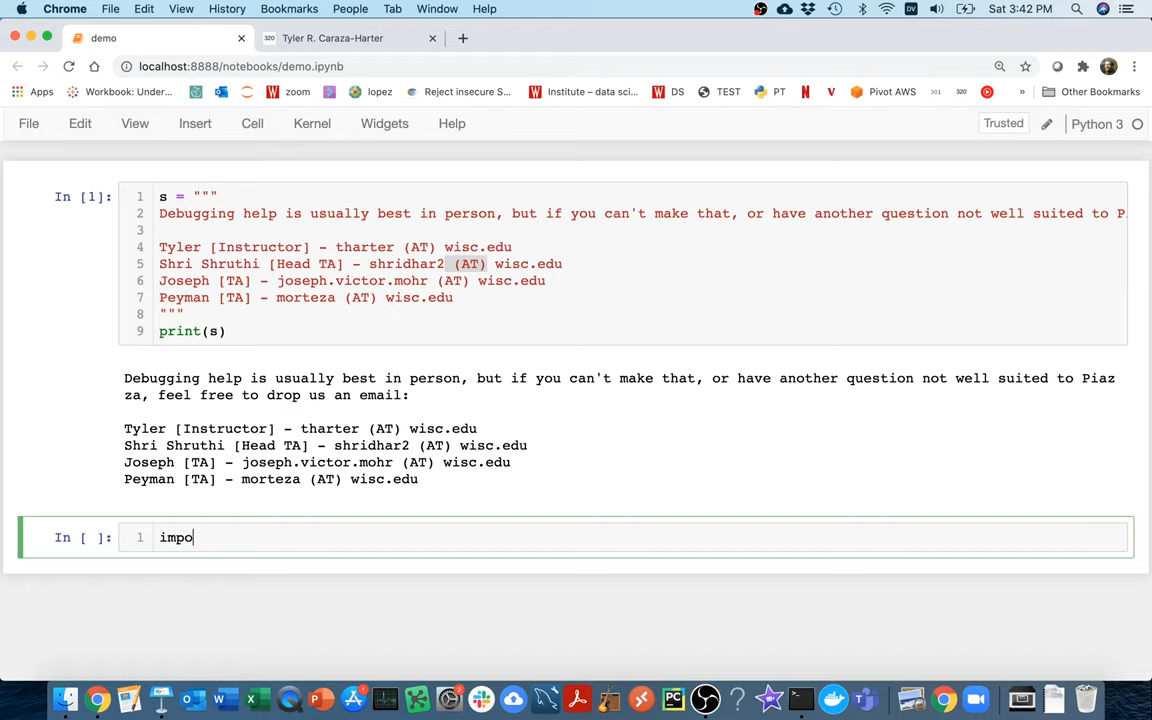 Chrome File Edit View History Bookmarks People Tab Window Help DV Sat 3:42 PM
demo 320 Tyler R. Caraza-Harter
localhost:8888/notebooks/demo.ipynb
Apps Workbook: Under... zoom lopez Reject insecure S... Institute – data sci... DS TEST PT Pivot AWS 301 320 » Other Bookmarks
File Edit View Insert Cell Kernel Widgets Help Trusted Python 3
In [1]: 1 s = """
2 Debugging help is usually best in person, but if you can't make that, or have another question not well suited to P
3
4 Tyler [Instructor] - tharter (AT) wisc.edu
5 Shri Shruthi [Head TA] - shridhar2 (AT) wisc.edu
6 Joseph [TA] - joseph.victor.mohr (AT) wisc.edu
7 Peyman [TA] - morteza (AT) wisc.edu
8 """
9 print(s)
Debugging help is usually best in person, but if you can't make that, or have another question not well suited to Piaz
za, feel free to drop us an email:
Tyler [Instructor] - tharter (AT) wisc.edu
Shri Shruthi [Head TA] - shridhar2 (AT) wisc.edu
Joseph [TA] - joseph.victor.mohr (AT) wisc.edu
Peyman [TA] - morteza (AT) wisc.edu
In [ ]: 1 impo